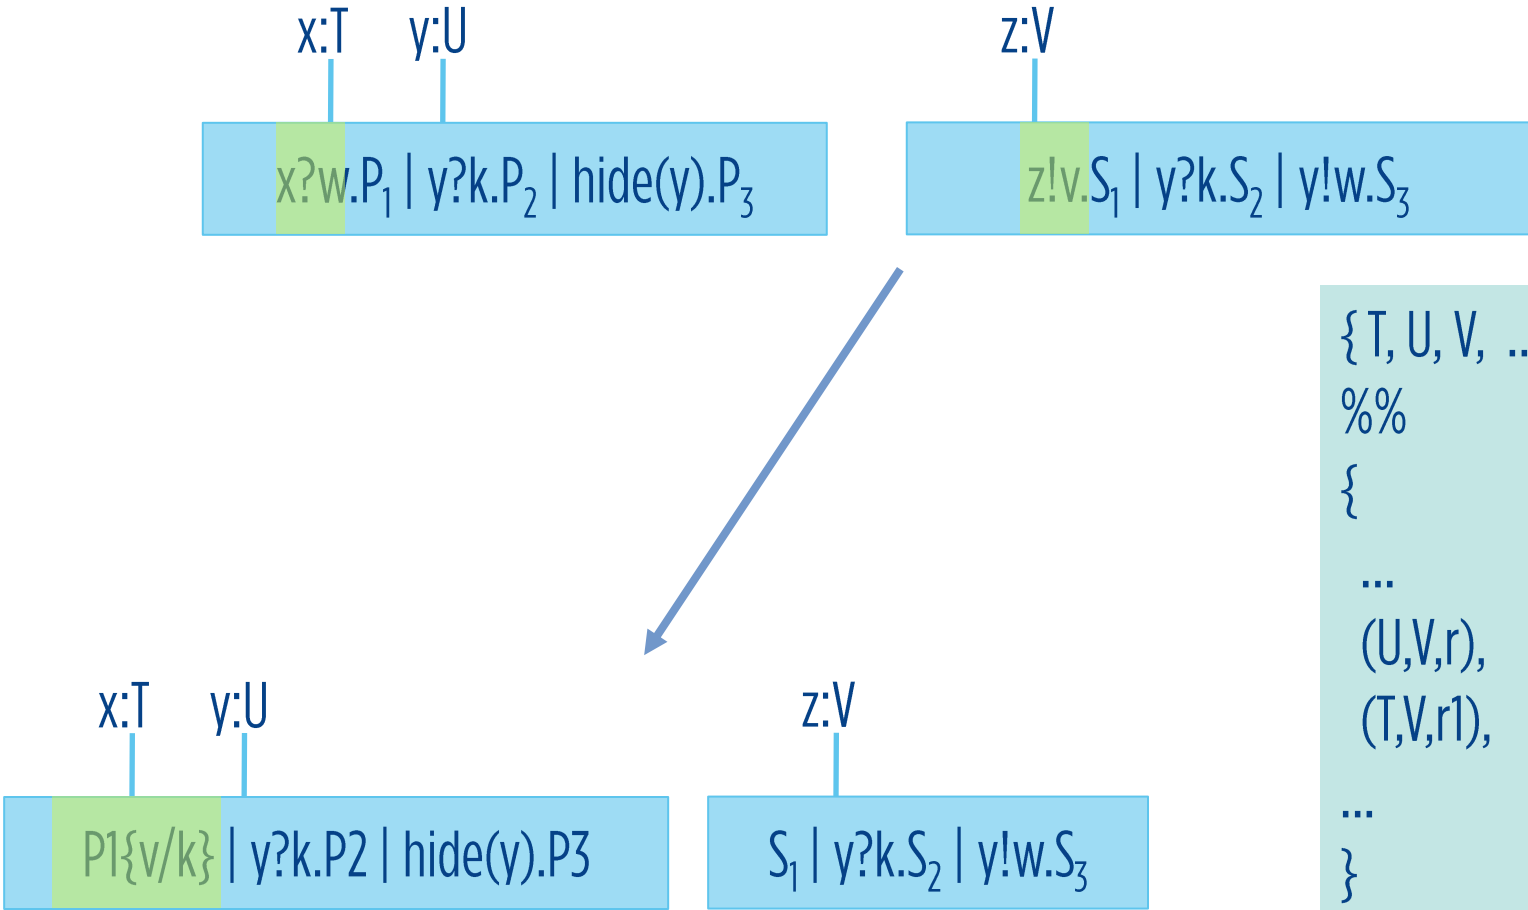 x:T y:U z:V
x?w.P₁ | y?k.P₂ | hide(y).P₃
z!v.S₁ | y?k.S₂ | y!w.S₃
{ T, U, V, ..
%%
{
...
(U,V,r),
(T,V,r1),
...
}
x:T y:U z:V
P1{v/k} | y?k.P2 | hide(y).P3
S₁ | y?k.S₂ | y!w.S₃